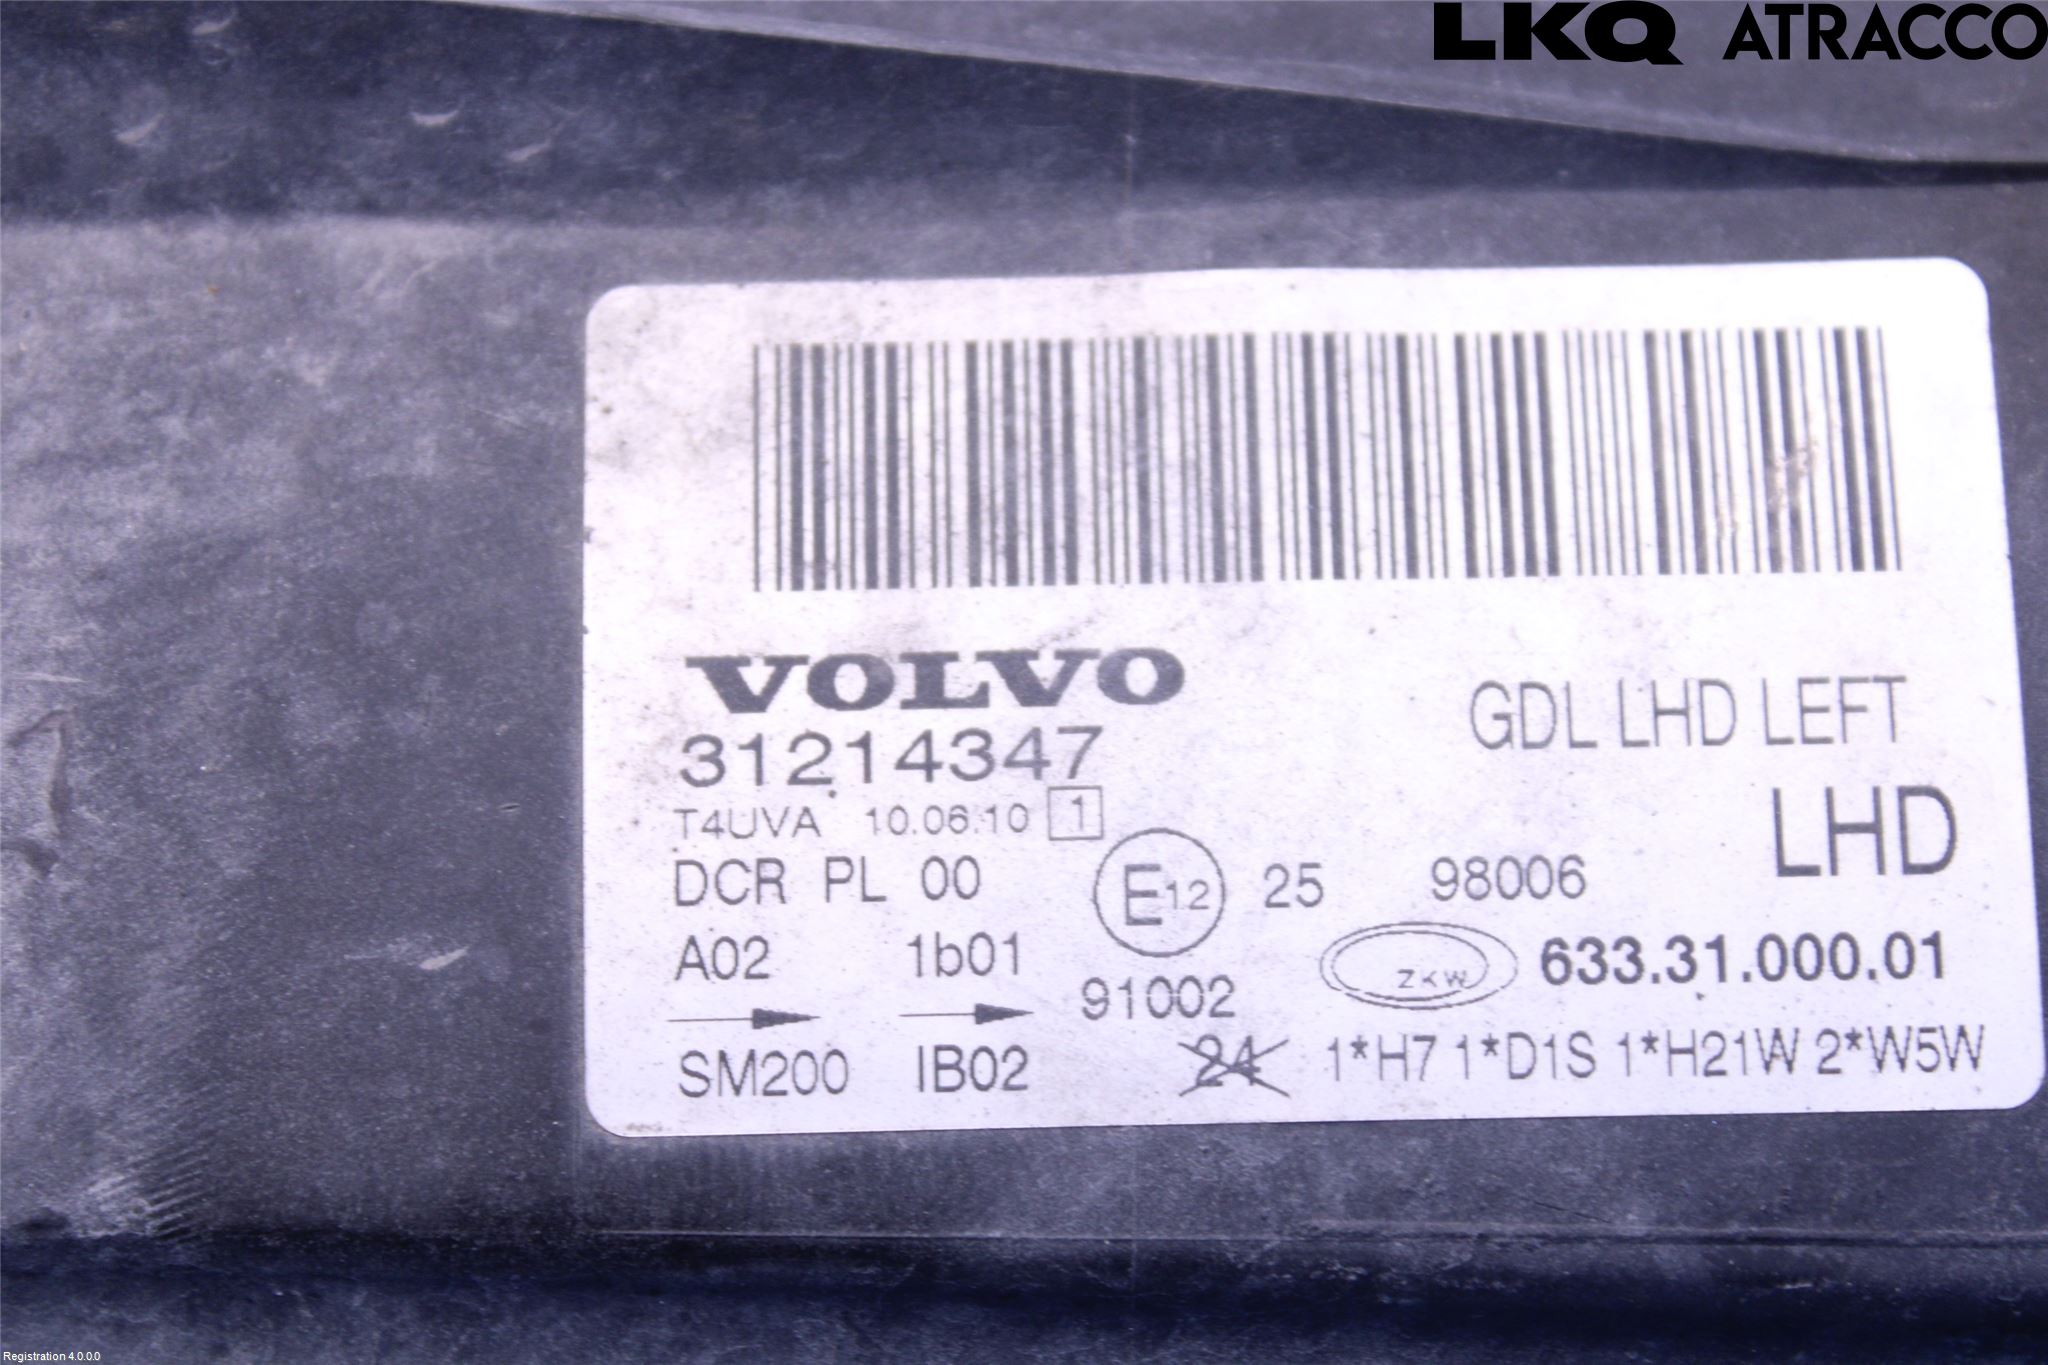 LKQ ATRACCO
VOLVO
31214347
GDL LHD LEFT
T4UVA 10.06.10 1
LHD
DCR PL 00
E12 25 98006
A02 1b01
91002
ZKW 633.31.000.01
SM200 IB02
24 1*H7 1*D1S 1*H21W 2*W5W
Registration 4.0.0.0